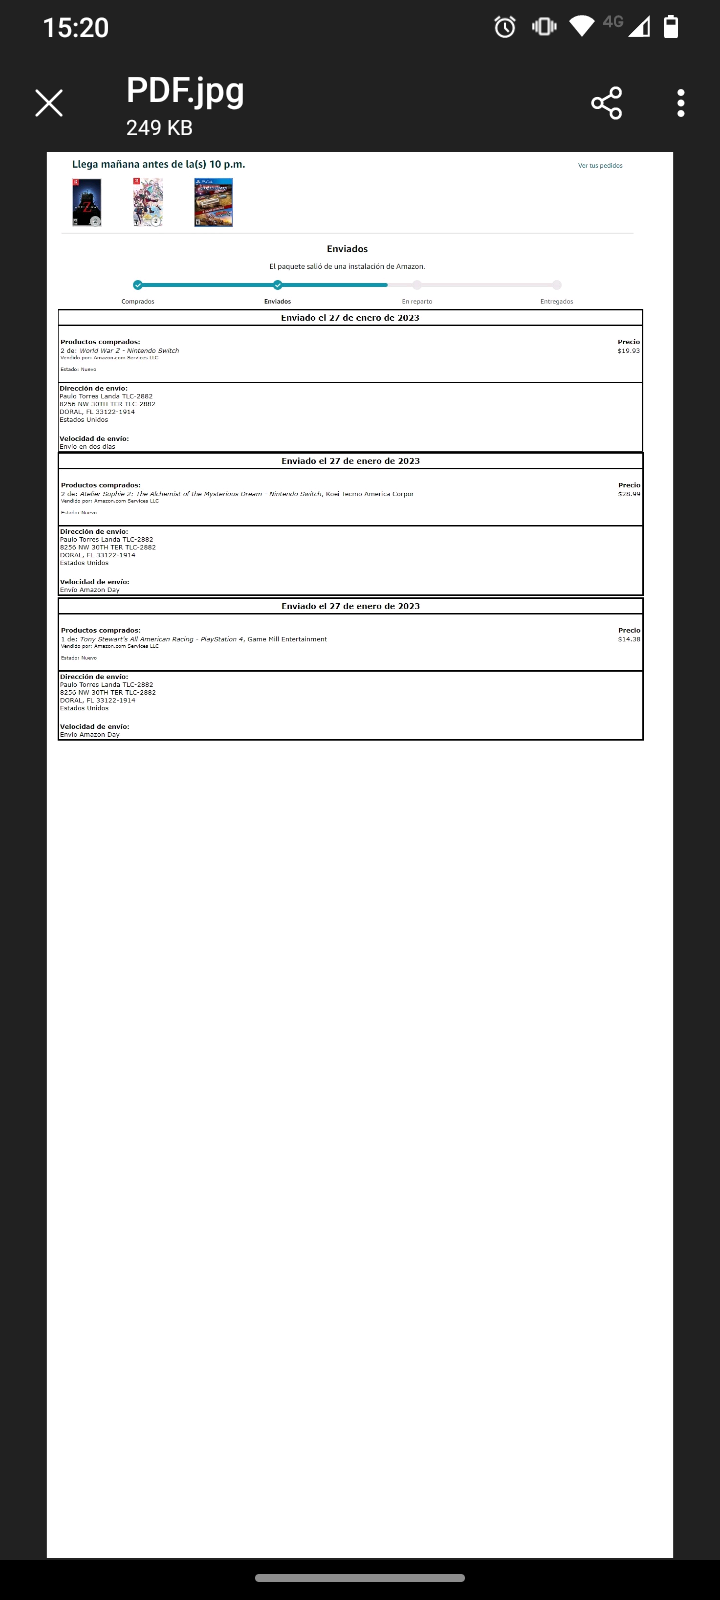 15:20
4G
PDF.jpg
249 KB
Llega mañana antes de la(s) 10 p.m.
Ver tus pedidos
Enviados
El paquete salió de una instalación de Amazon.
Comprados
Enviados
En reparto
Entregados
Enviado el 27 de enero de 2023
Productos comprados: Precio
2 de: World War Z - Nintendo Switch $19.93
Vendido por: Amazon.com Services LLC
Estado: Nuevo
Dirección de envío:
Paulo Torres Landa TLC-2882
8256 NW 30TH TER TLC-2882
DORAL, FL 33122-1914
Estados Unidos
Velocidad de envío:
Envío en dos días
Enviado el 27 de enero de 2023
Productos comprados: Precio
2 de: Atelier Sophie 2: The Alchemist of the Mysterious Dream - Nintendo Switch, Koei Tecmo America Corpor $28.99
Vendido por: Amazon.com Services LLC
Estado: Nuevo
Dirección de envío:
Paulo Torres Landa TLC-2882
8256 NW 30TH TER TLC-2882
DORAL, FL 33122-1914
Estados Unidos
Velocidad de envío:
Envío Amazon Day
Enviado el 27 de enero de 2023
Productos comprados: Precio
1 de: Tony Stewart's All American Racing - PlayStation 4, Game Mill Entertainment $14.38
Vendido por: Amazon.com Services LLC
Estado: Nuevo
Dirección de envío:
Paulo Torres Landa TLC-2882
8256 NW 30TH TER TLC-2882
DORAL, FL 33122-1914
Estados Unidos
Velocidad de envío:
Envío Amazon Day